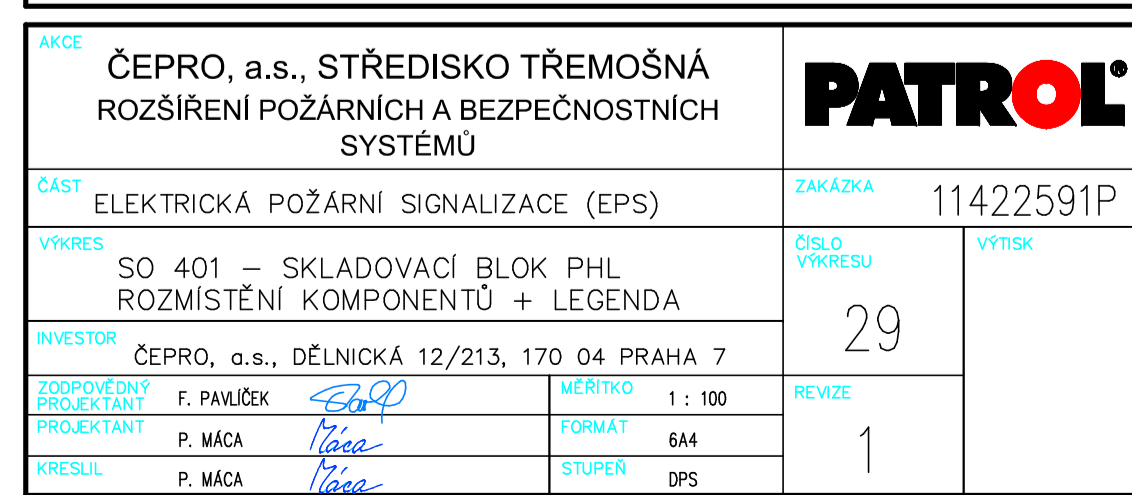 AKCE
ČEPRO, a.s., STŘEDISKO TŘEMOŠNÁ
ROZŠÍŘENÍ POŽÁRNÍCH A BEZPEČNOSTNÍCH
SYSTÉMŮ
PATROL®
ČÁST
ELEKTRICKÁ POŽÁRNÍ SIGNALIZACE (EPS)
ZAKÁZKA
11422591P
VÝKRES
SO 401 – SKLADOVACÍ BLOK PHL
ROZMÍSTĚNÍ KOMPONENTŮ + LEGENDA
ČÍSLO
VÝKRESU
29
VÝTISK
INVESTOR
ČEPRO, a.s., DĚLNICKÁ 12/213, 170 04 PRAHA 7
ZODPOVĚDNÝ
PROJEKTANT
F. PAVLÍČEK
MĚŘÍTKO
1 : 100
REVIZE
1
PROJEKTANT
P. MÁCA
Máca
FORMÁT
6A4
KRESLIL
P. MÁCA
Máca
STUPEŇ
DPS